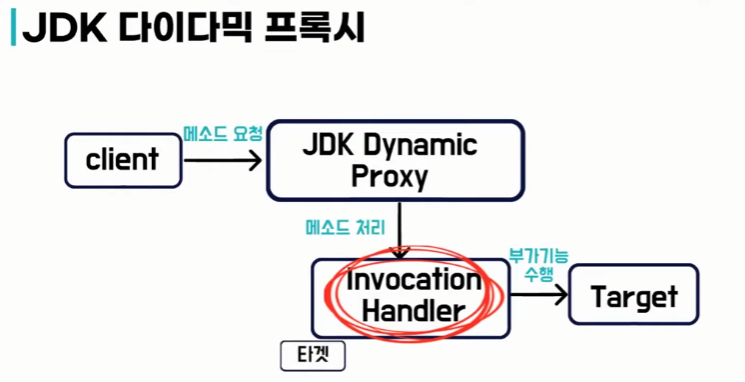 JDK 다이다믹 프록시
메소드 요청
client
JDK Dynamic
Proxy
메소드 처리
부가기능
수행
Invocation
Handler
Target
타겟